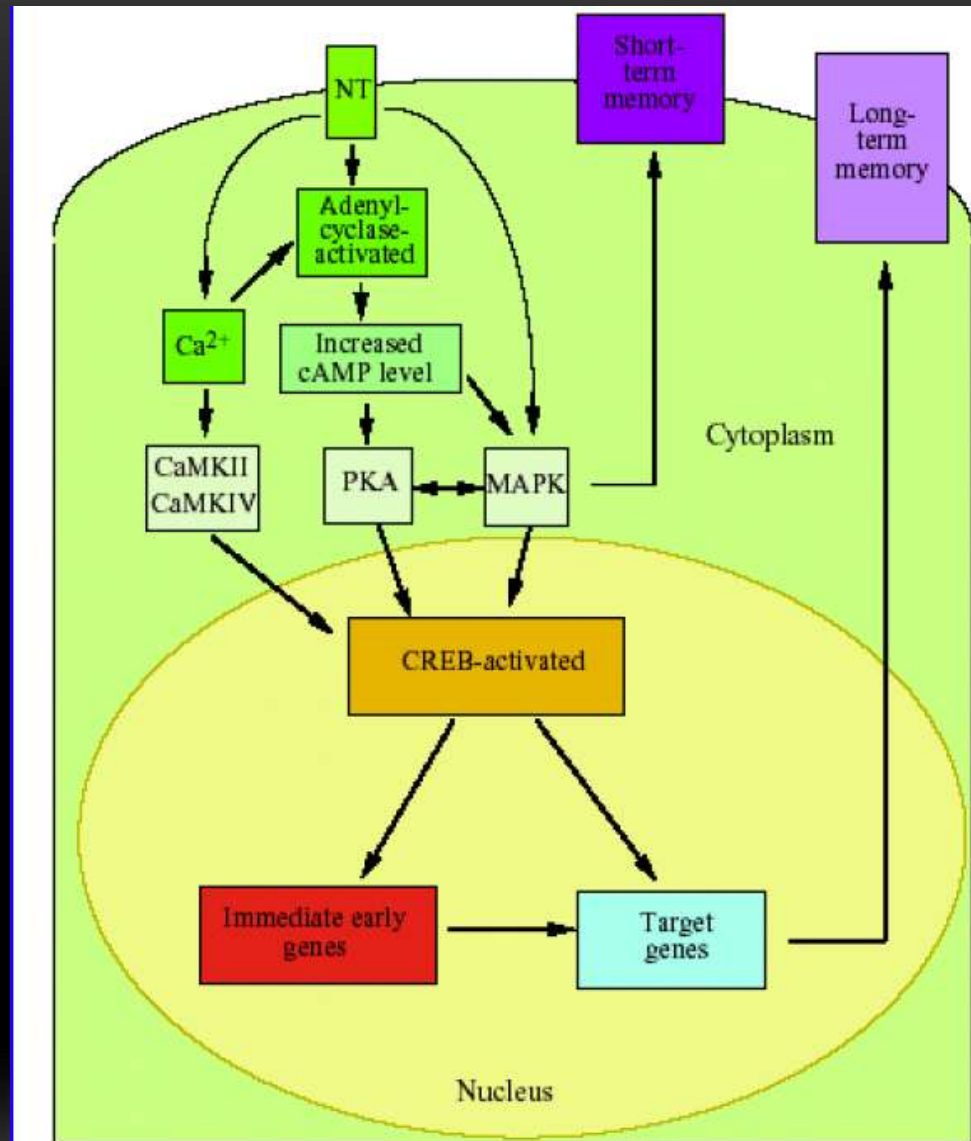 NT
Short-
term
memory
Long-
term
memory
Adenyl-
cyclase-
activated
Ca2+
Increased
cAMP level
Cytoplasm
CaMKII
CaMKIV
PKA
MAPK
CREB-activated
Immediate early
genes
Target
genes
Nucleus